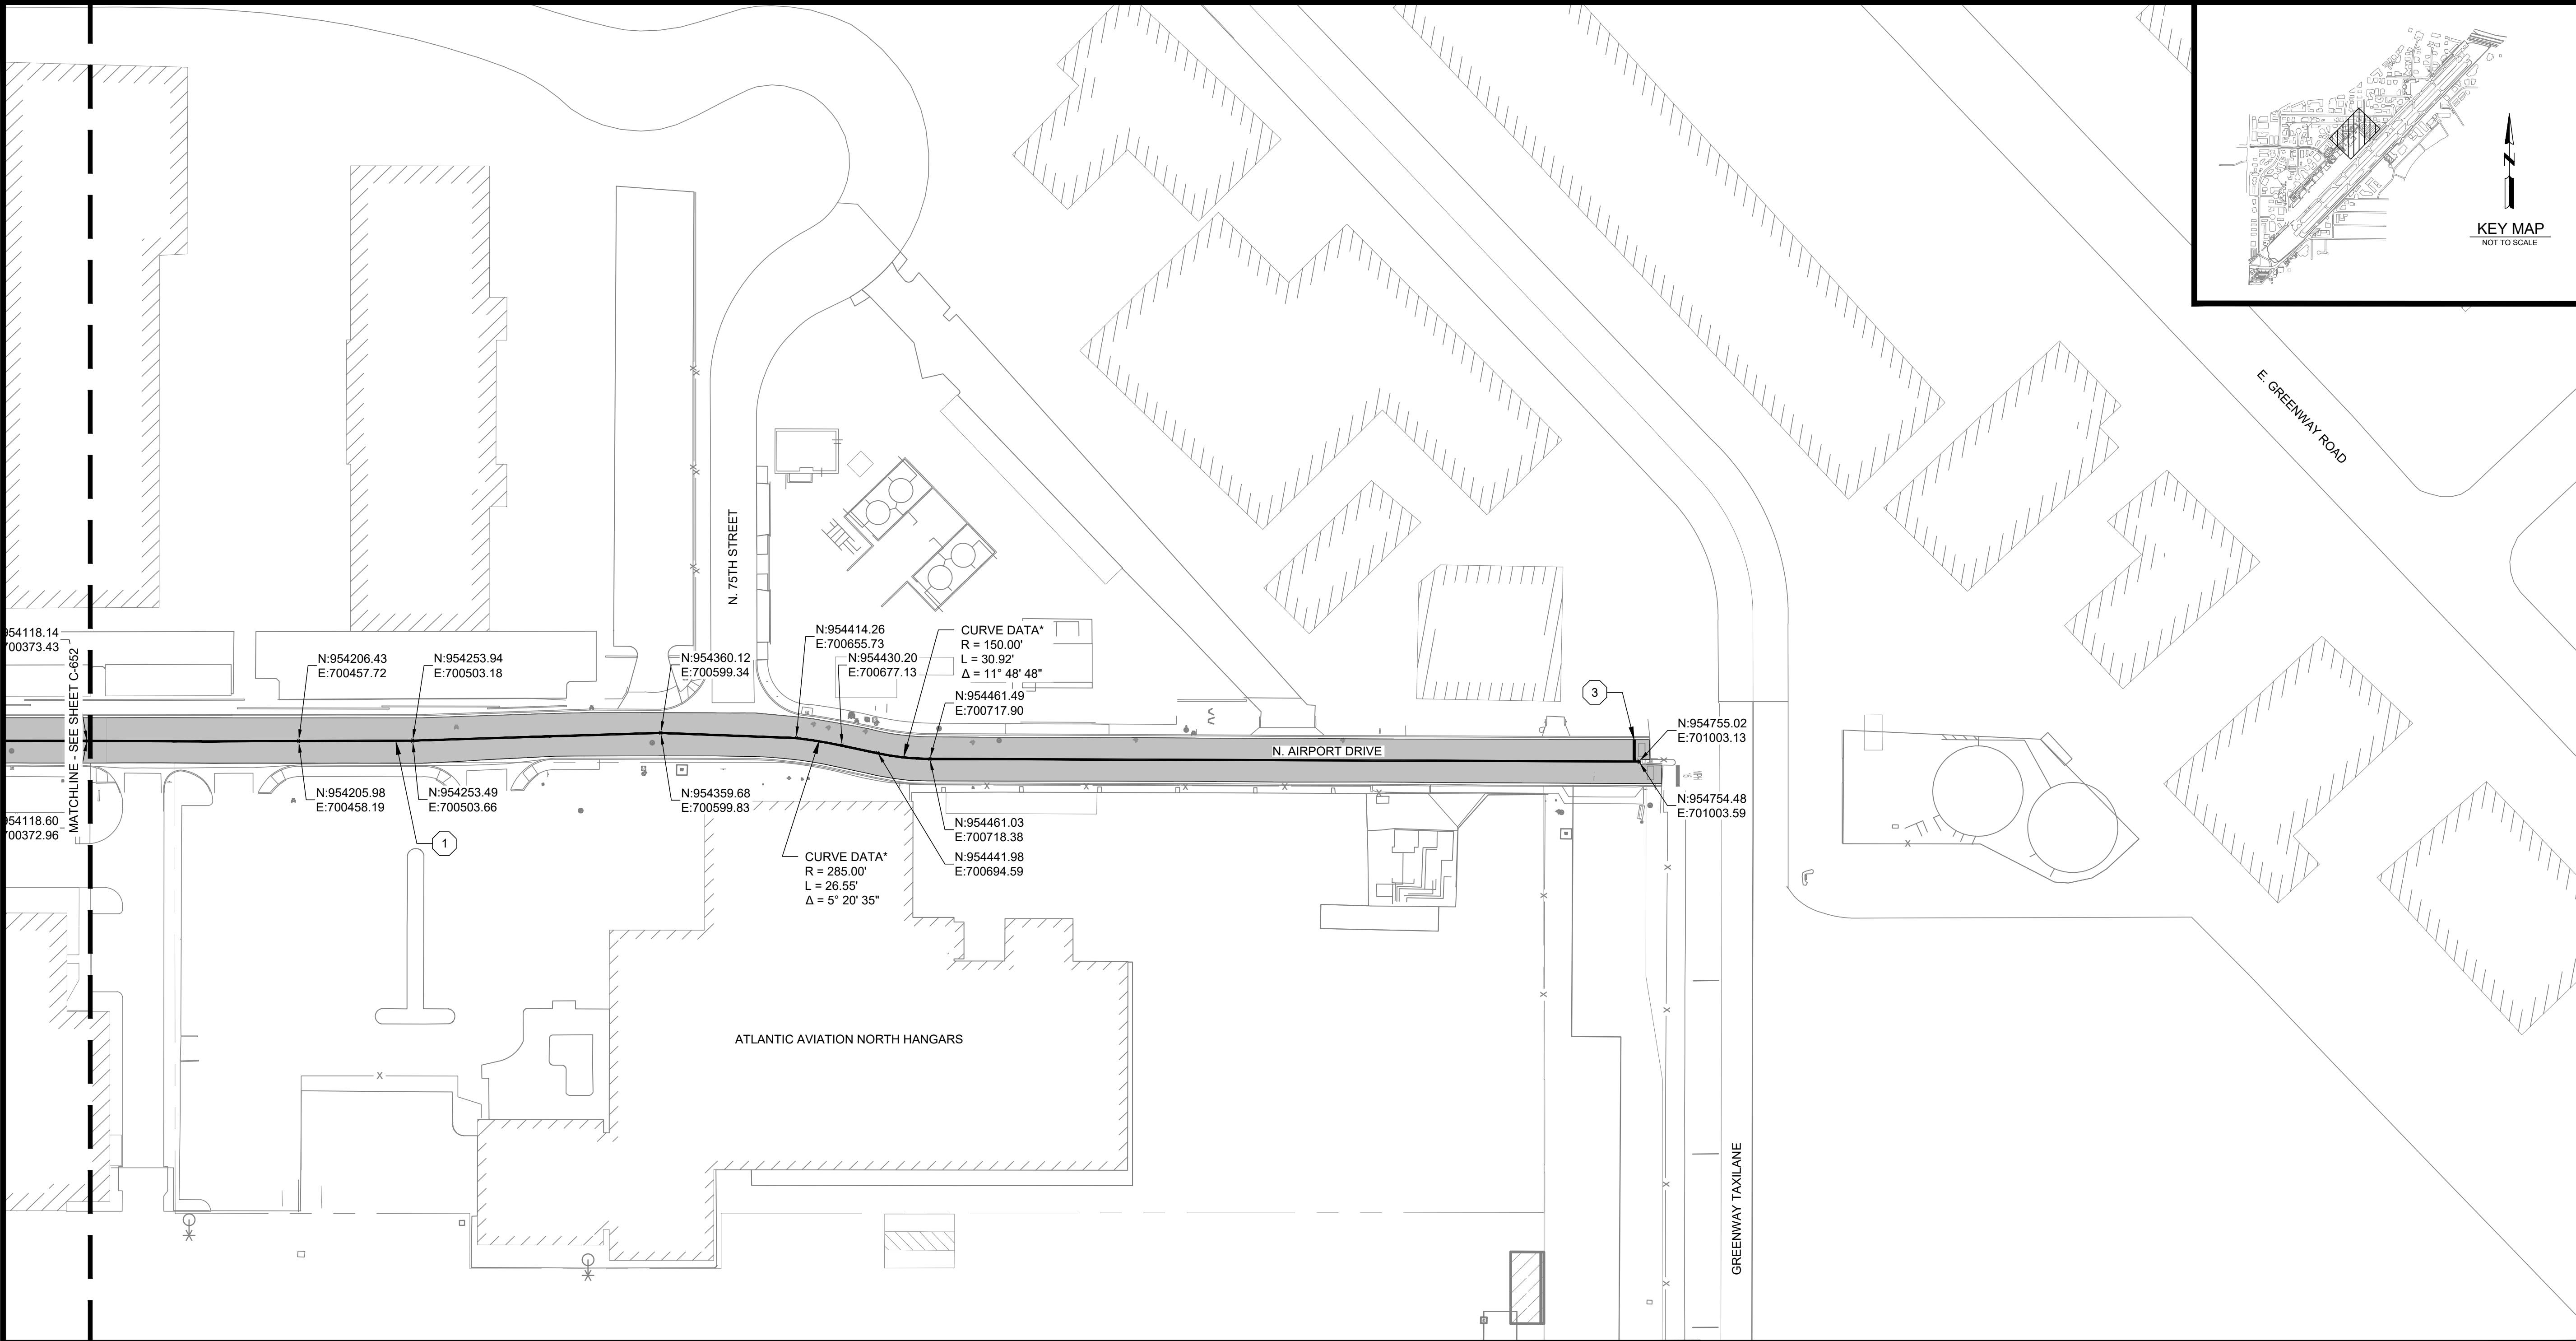 KEY MAP
NOT TO SCALE
N
E. GREENWAY ROAD
N. 75TH STREET
954118.14
700373.43
MATCHLINE - SEE SHEET C-652
954118.60
700372.96
N:954206.43
E:700457.72
N:954253.94
E:700503.18
N:954205.98
E:700458.19
N:954253.49
E:700503.66
1
N:954360.12
E:700599.34
N:954359.68
E:700599.83
N:954414.26
E:700655.73
N:954430.20
E:700677.13
CURVE DATA*
R = 150.00'
L = 30.92'
Δ = 11° 48' 48"
N:954461.49
E:700717.90
CURVE DATA*
R = 285.00'
L = 26.55'
Δ = 5° 20' 35"
N:954461.03
E:700718.38
N:954441.98
E:700694.59
N. AIRPORT DRIVE
3
N:954755.02
E:701003.13
N:954754.48
E:701003.59
ATLANTIC AVIATION NORTH HANGARS
GREENWAY TAXILANE